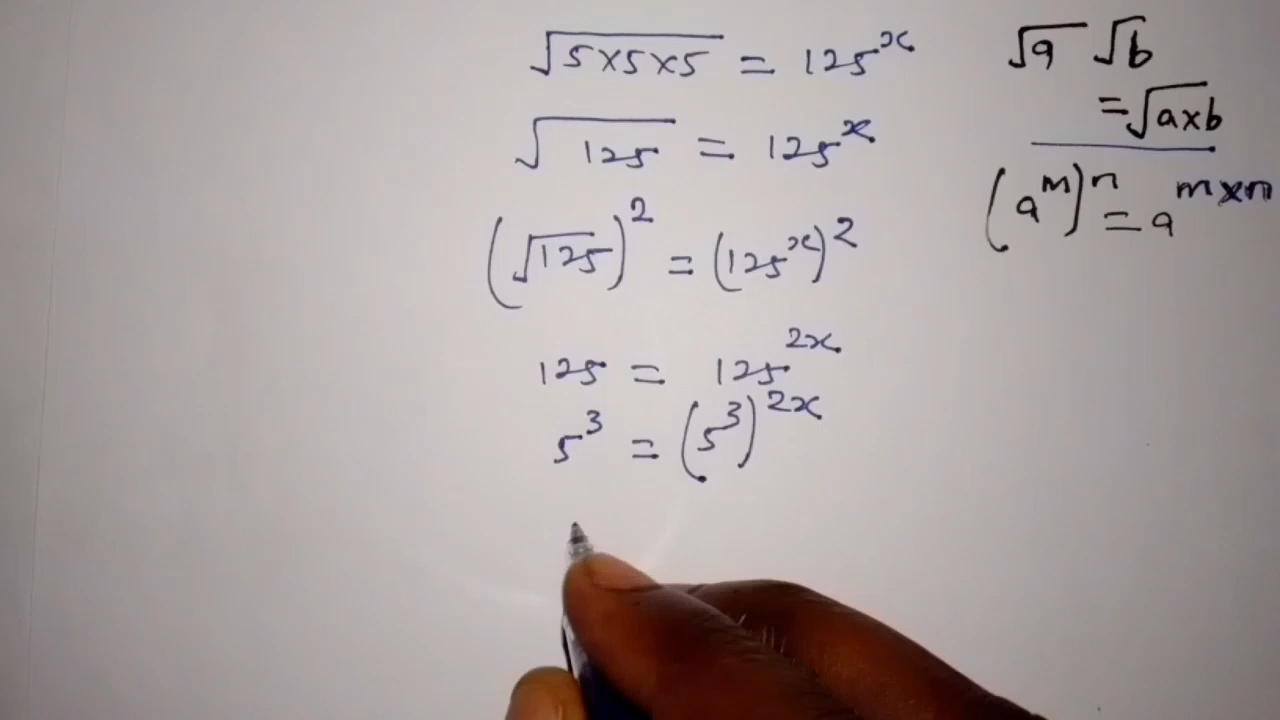 √5×5×5 = 125^x
√125 = 125^x
(√125)^2 = (125^x)^2
125 = 125^2x
5^3 = (5^3)^2x
√a √b
= √a×b
(a^m)^n = a^m×n